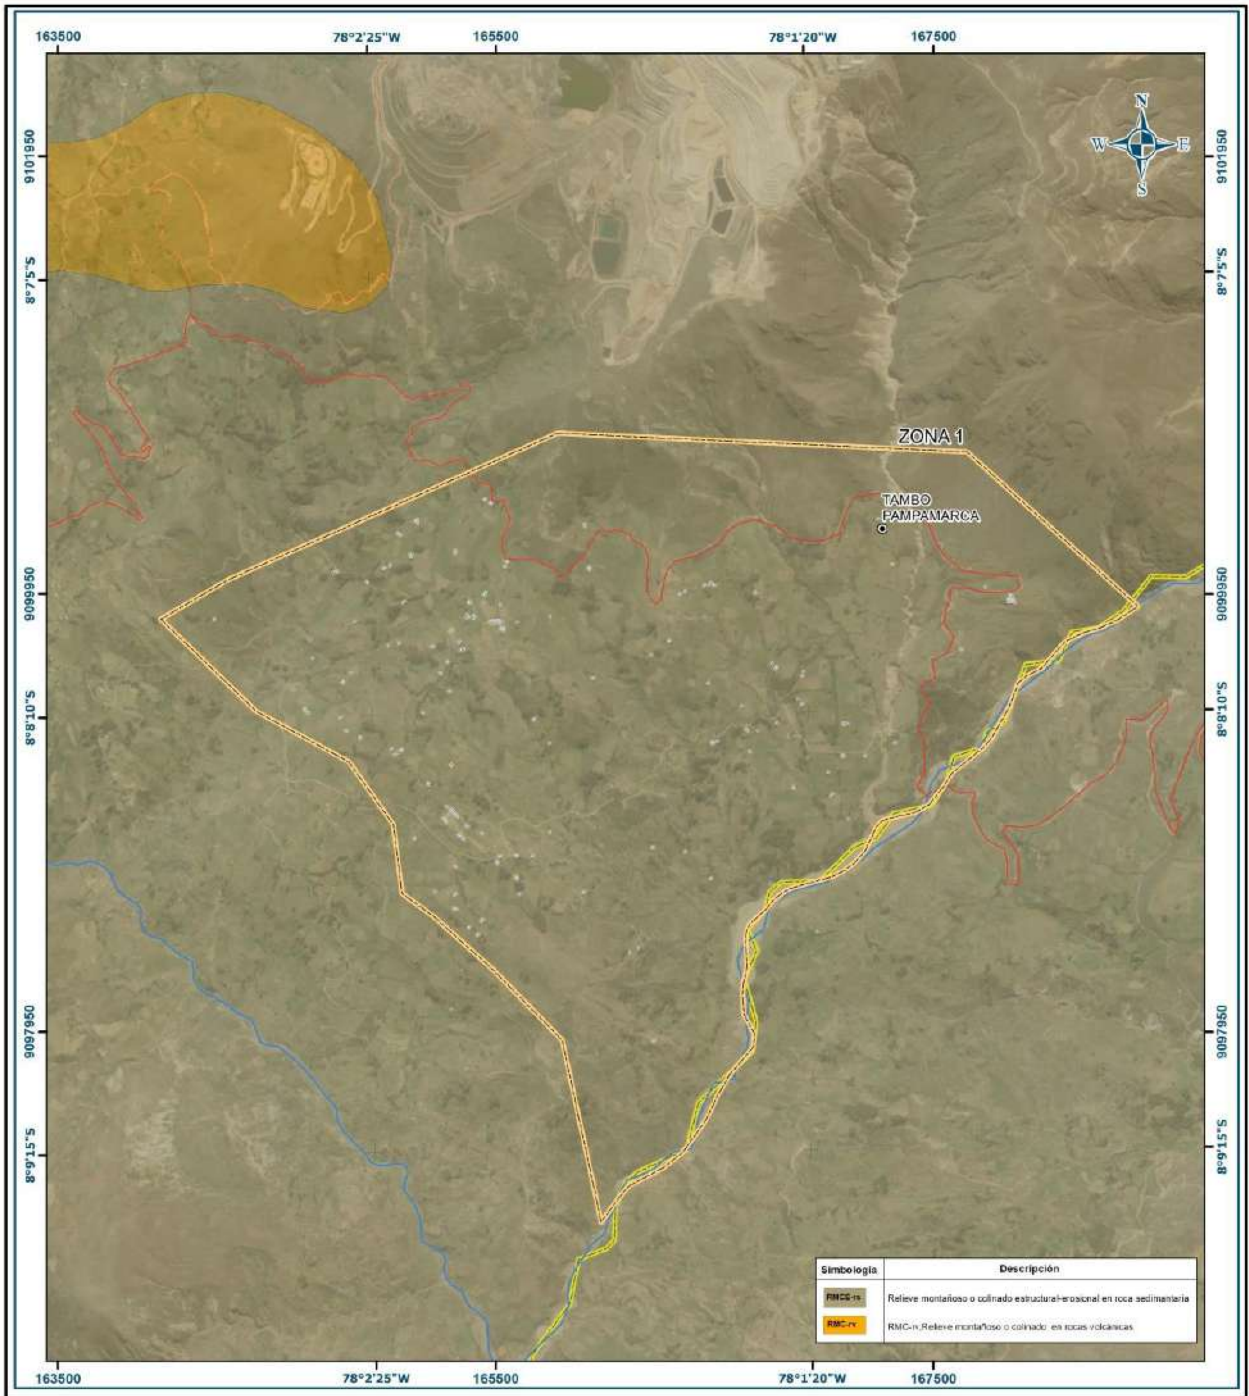 163500 78°2'25"W 165500 78°1'20"W 167500
N
W E
S
9101950 9101950
8°7'5"S 8°7'5"S
ZONA 1
TAMBO
PAMPAMARCA
9099950 9099950
8°8'10"S 8°8'10"S
9097950 9097950
8°9'15"S 8°9'15"S
Simbología Descripción
RMCE-rs Relieve montañoso o colinado estructural-erosional en roca sedimantaria
RMC-rv RMC-rv,Relieve montañoso o colinado en rocas volcánicas
163500 78°2'25"W 165500 78°1'20"W 167500